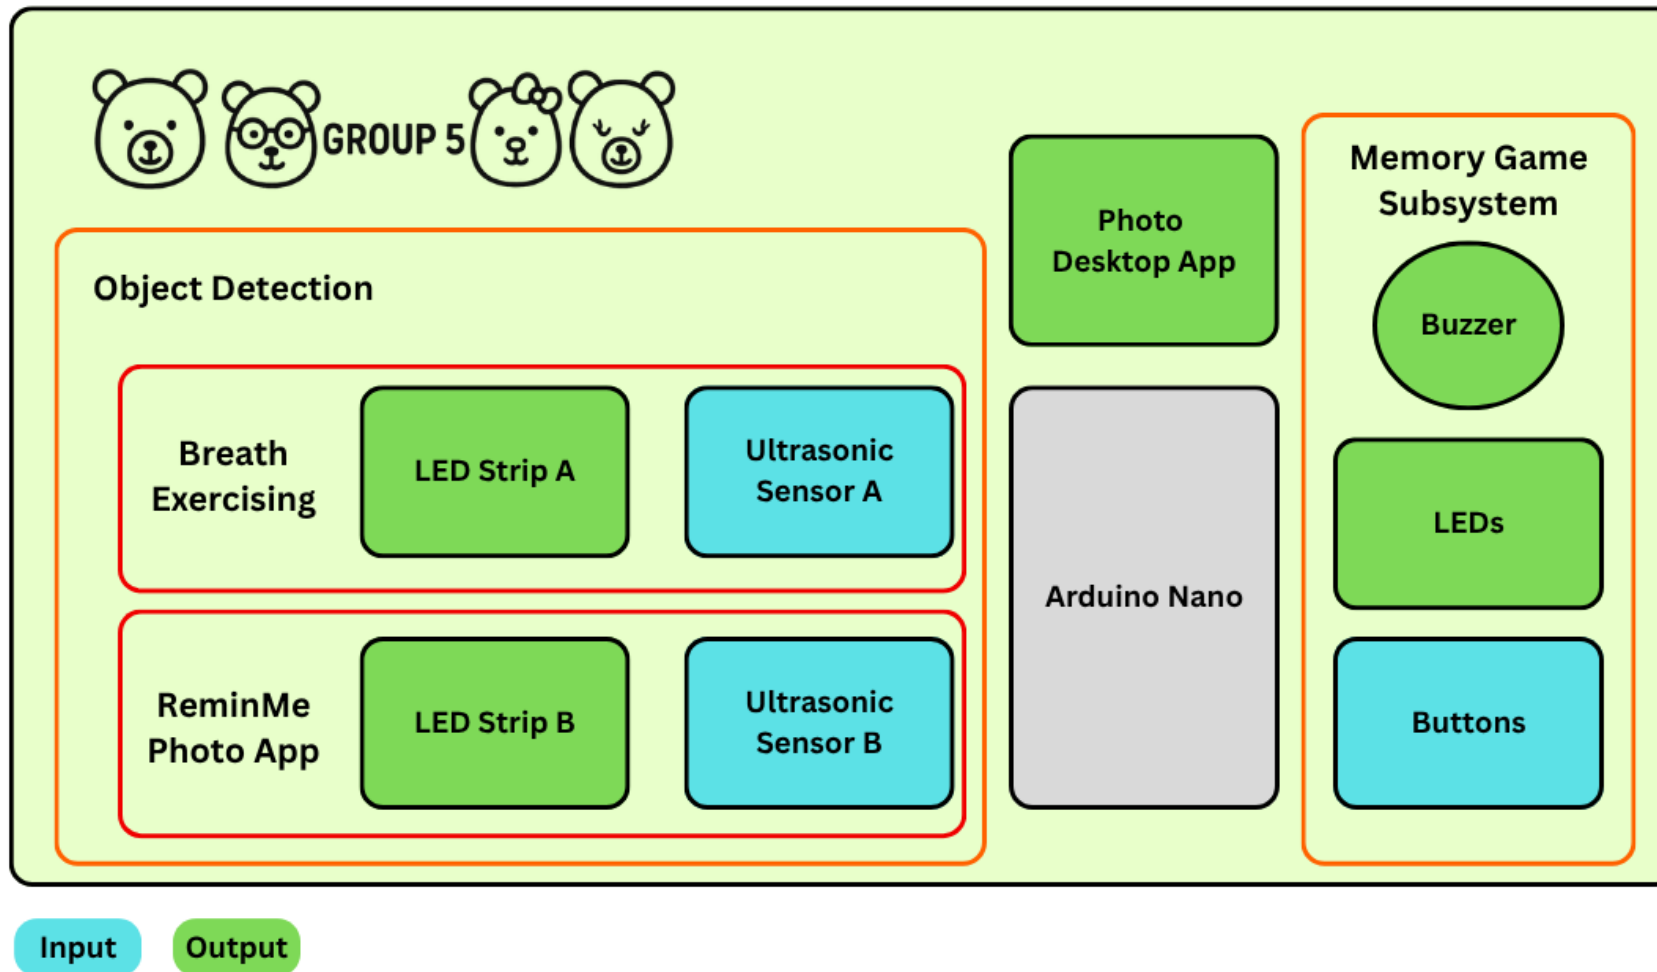 GROUP 5
Object Detection
Breath
Exercising
LED Strip A
Ultrasonic
Sensor A
ReminMe
Photo App
LED Strip B
Ultrasonic
Sensor B
Photo
Desktop App
Arduino Nano
Memory Game
Subsystem
Buzzer
LEDs
Buttons
Input
Output